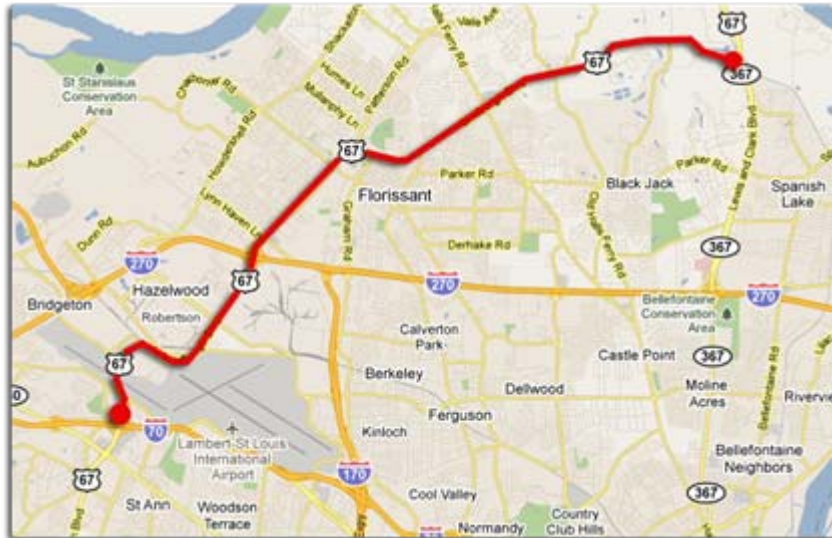 67
Shackelford
Humes Ln
Mullanphy Ln
Patterson Rd
Charbonier Rd
Howdershell Rd
Aubuchon Rd
St Stanislaus
Conservation
Area
Lynn Haven Ln
Dunn Rd
67
67
367
Parker Rd
Black Jack
Parker Rd
Lewis and Clark Blvd
Spanish
Lake
Florissant
Graham Rd
Derhake Rd
Old Halls Ferry Rd
367
270
Bridgeton
Hazelwood
Robertson
67
270
Bellefontaine
Conservation
Area
270
Calverton
Park
Castle Point
367
67
Berkeley
Dellwood
Moline
Acres
Bellefontaine Rd
Ferguson
70
Lambert-St Louis
International
Airport
Kinloch
170
Bellefontaine
Neighbors
67
St Ann
Woodson
Terrace
Cool Valley
367
Normandy
Country
Club Hills